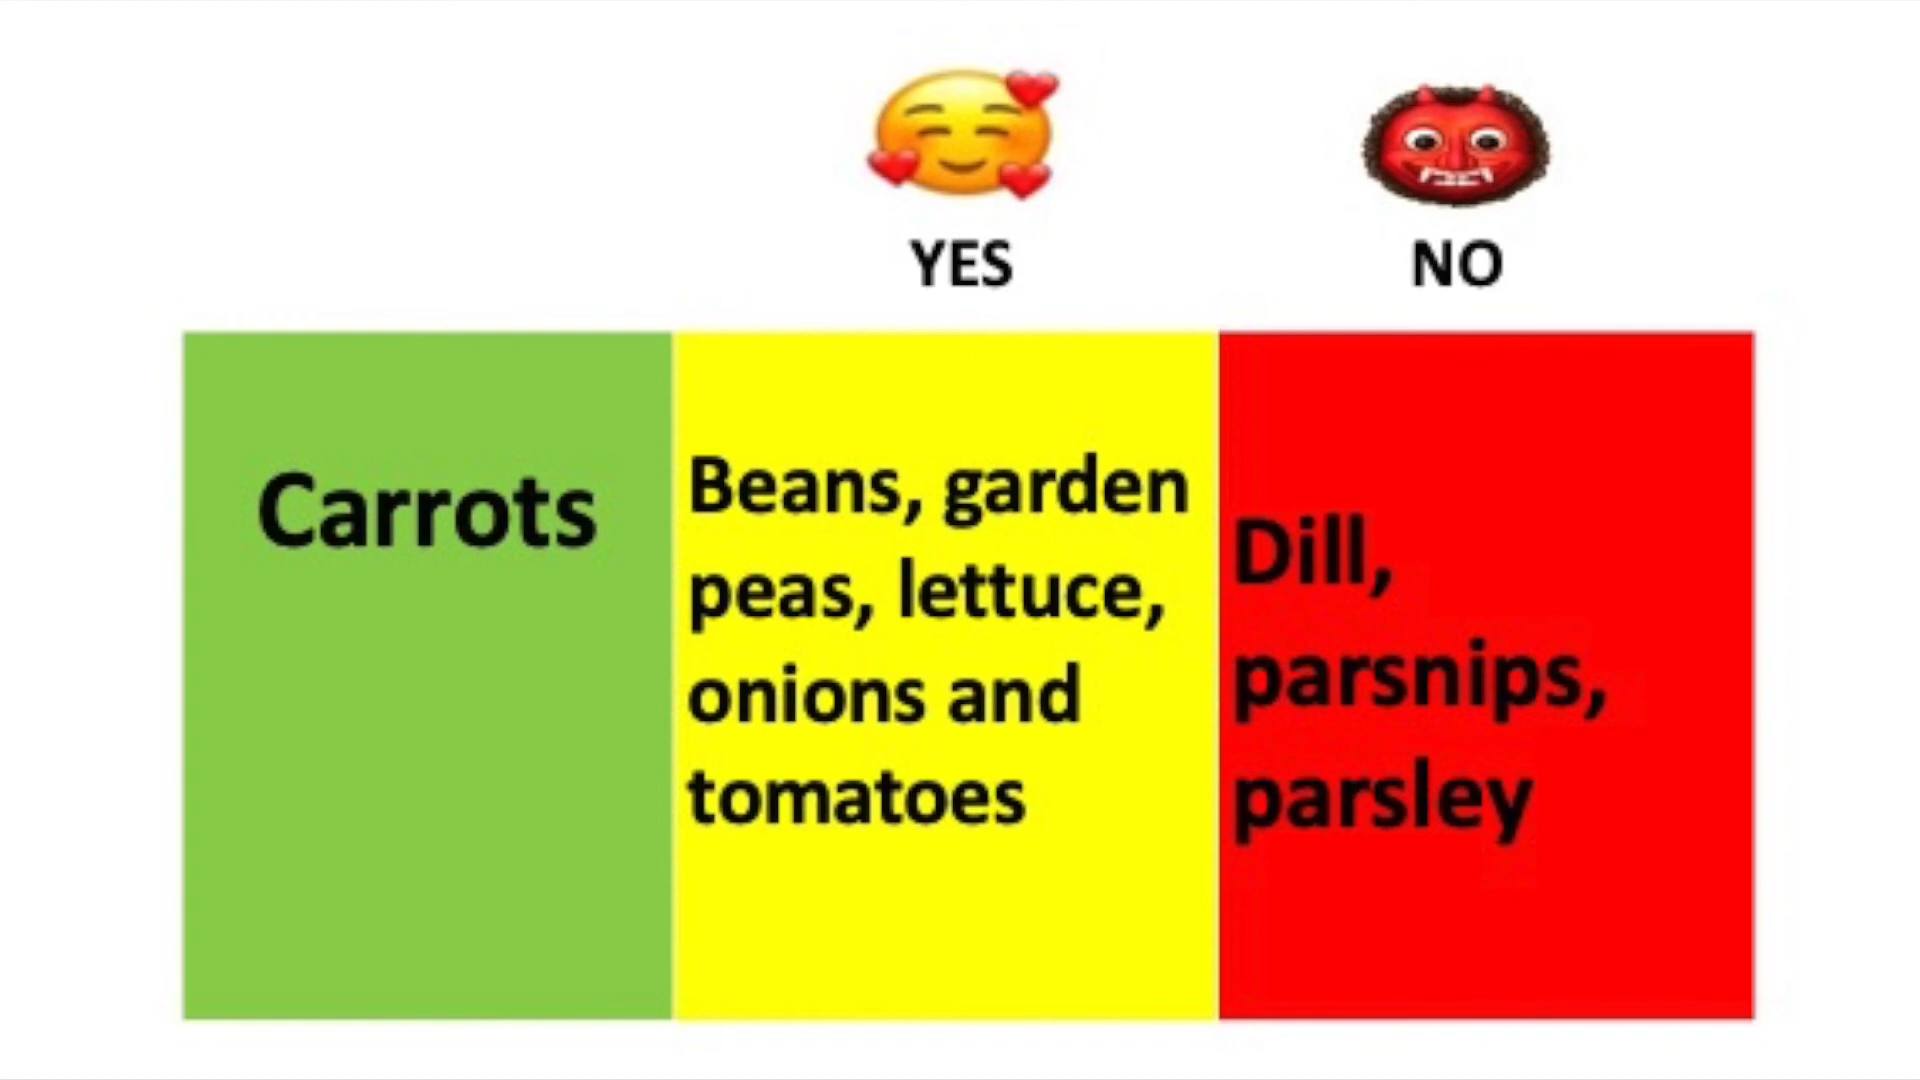 YES
NO
Carrots
Beans, garden
peas, lettuce,
onions and
tomatoes
Dill,
parsnips,
parsley